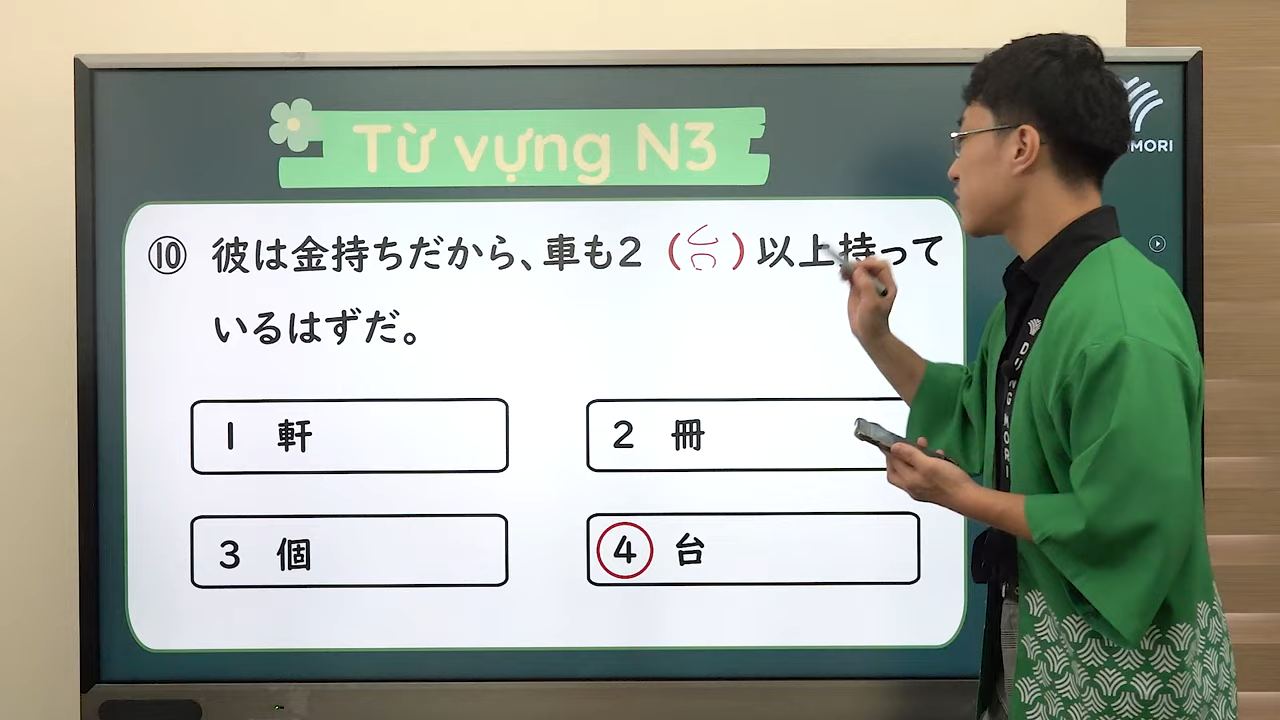 Từ vựng N3
MORI
⑩ 彼は金持ちだから、車も2(台)以上持って
いるはずだ。
1 軒
2 冊
3 個
4 台